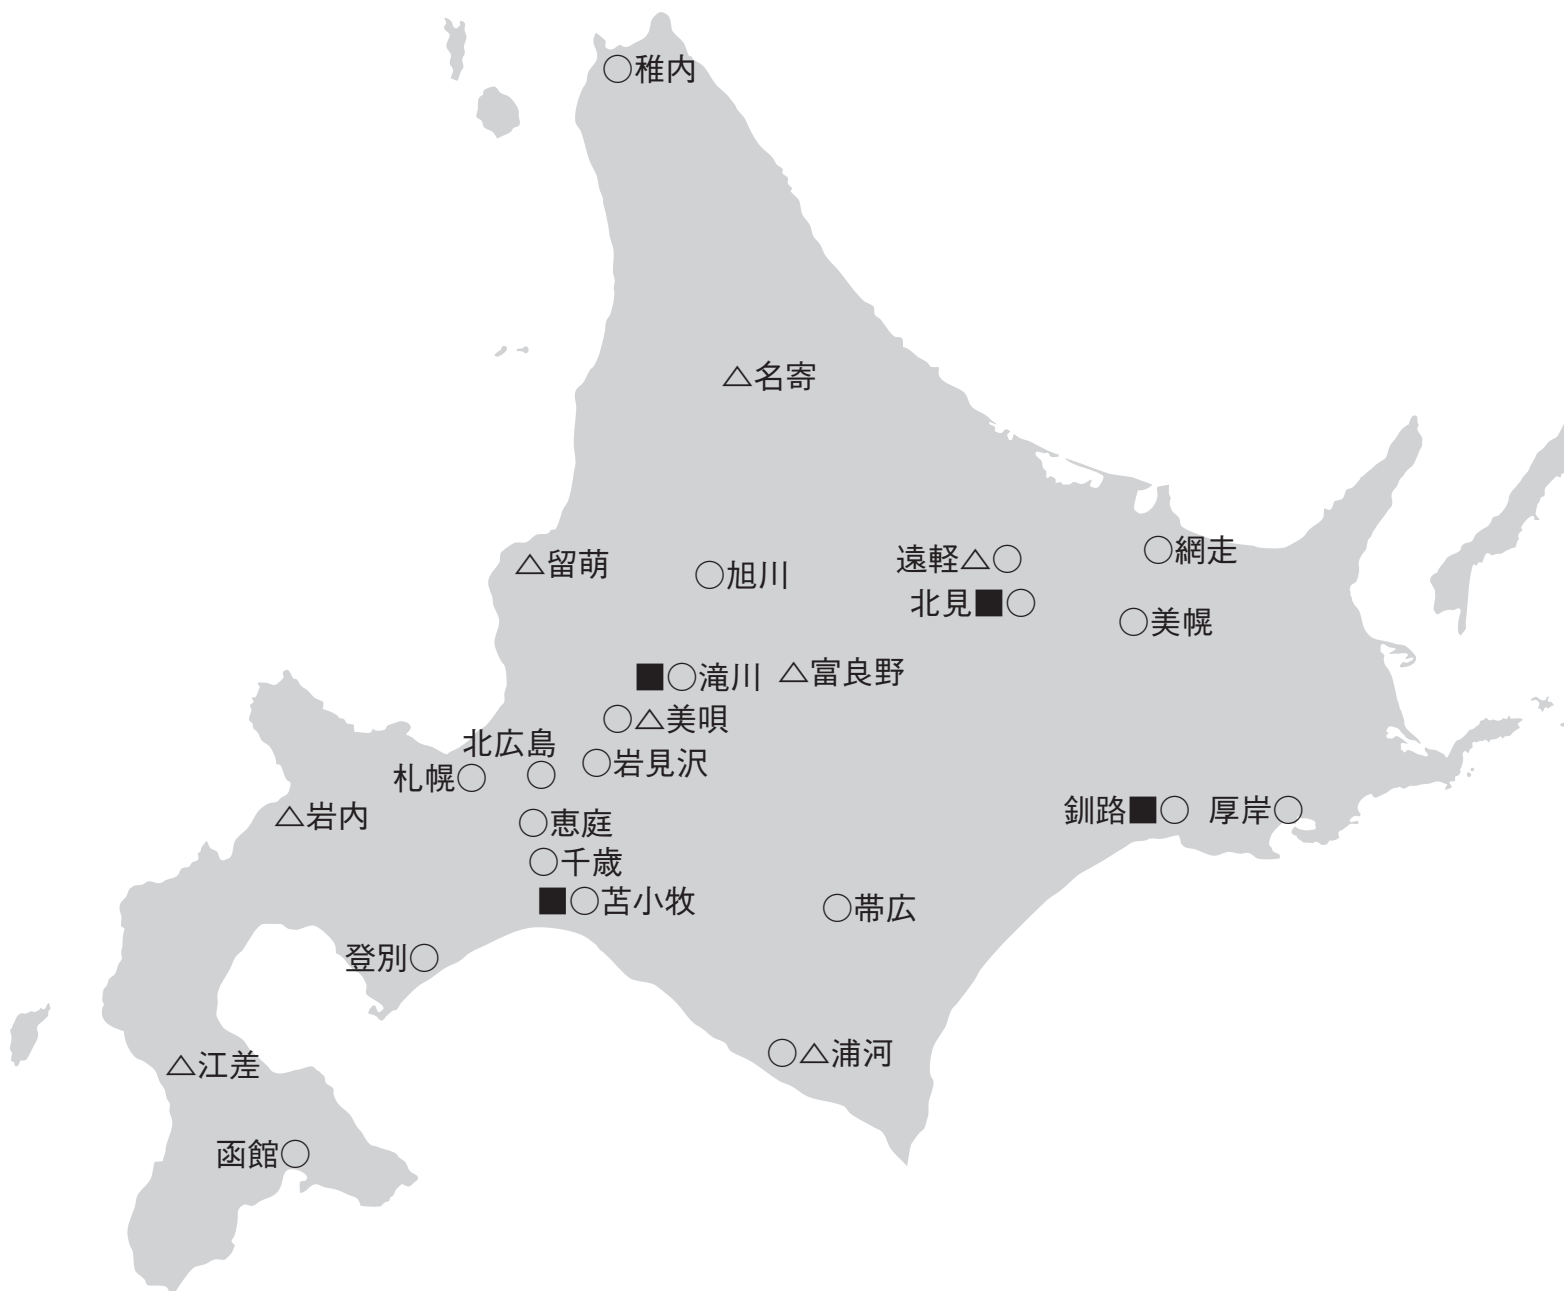 ○稚内
△名寄
△留萌
○旭川
遠軽△○
○網走
北見■○
○美幌
■○滝川
△富良野
○△美唄
北広島
○
○岩見沢
札幌○
△岩内
○恵庭
釧路■○
厚岸○
○千歳
■○苫小牧
○帯広
登別○
○△浦河
△江差
函館○